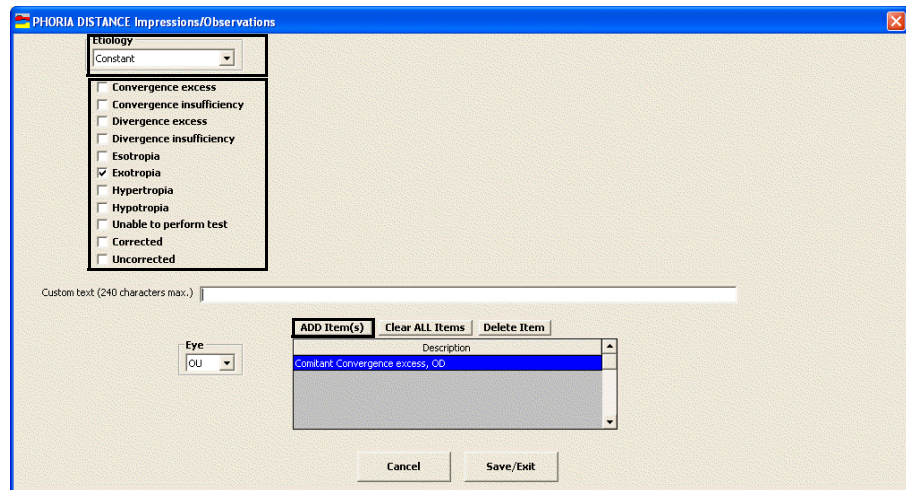 PHORIA DISTANCE Impressions/Observations
Etiology
Constant
Convergence excess
Convergence insufficiency
Divergence excess
Divergence insufficiency
Esotropia
Exotropia
Hypertropia
Hypotropia
Unable to perform test
Corrected
Uncorrected
Custom text (240 characters max.)
ADD Item(s) Clear ALL Items Delete Item
Eye
OU
Description
Comitant Convergence excess, OD
Cancel Save/Exit